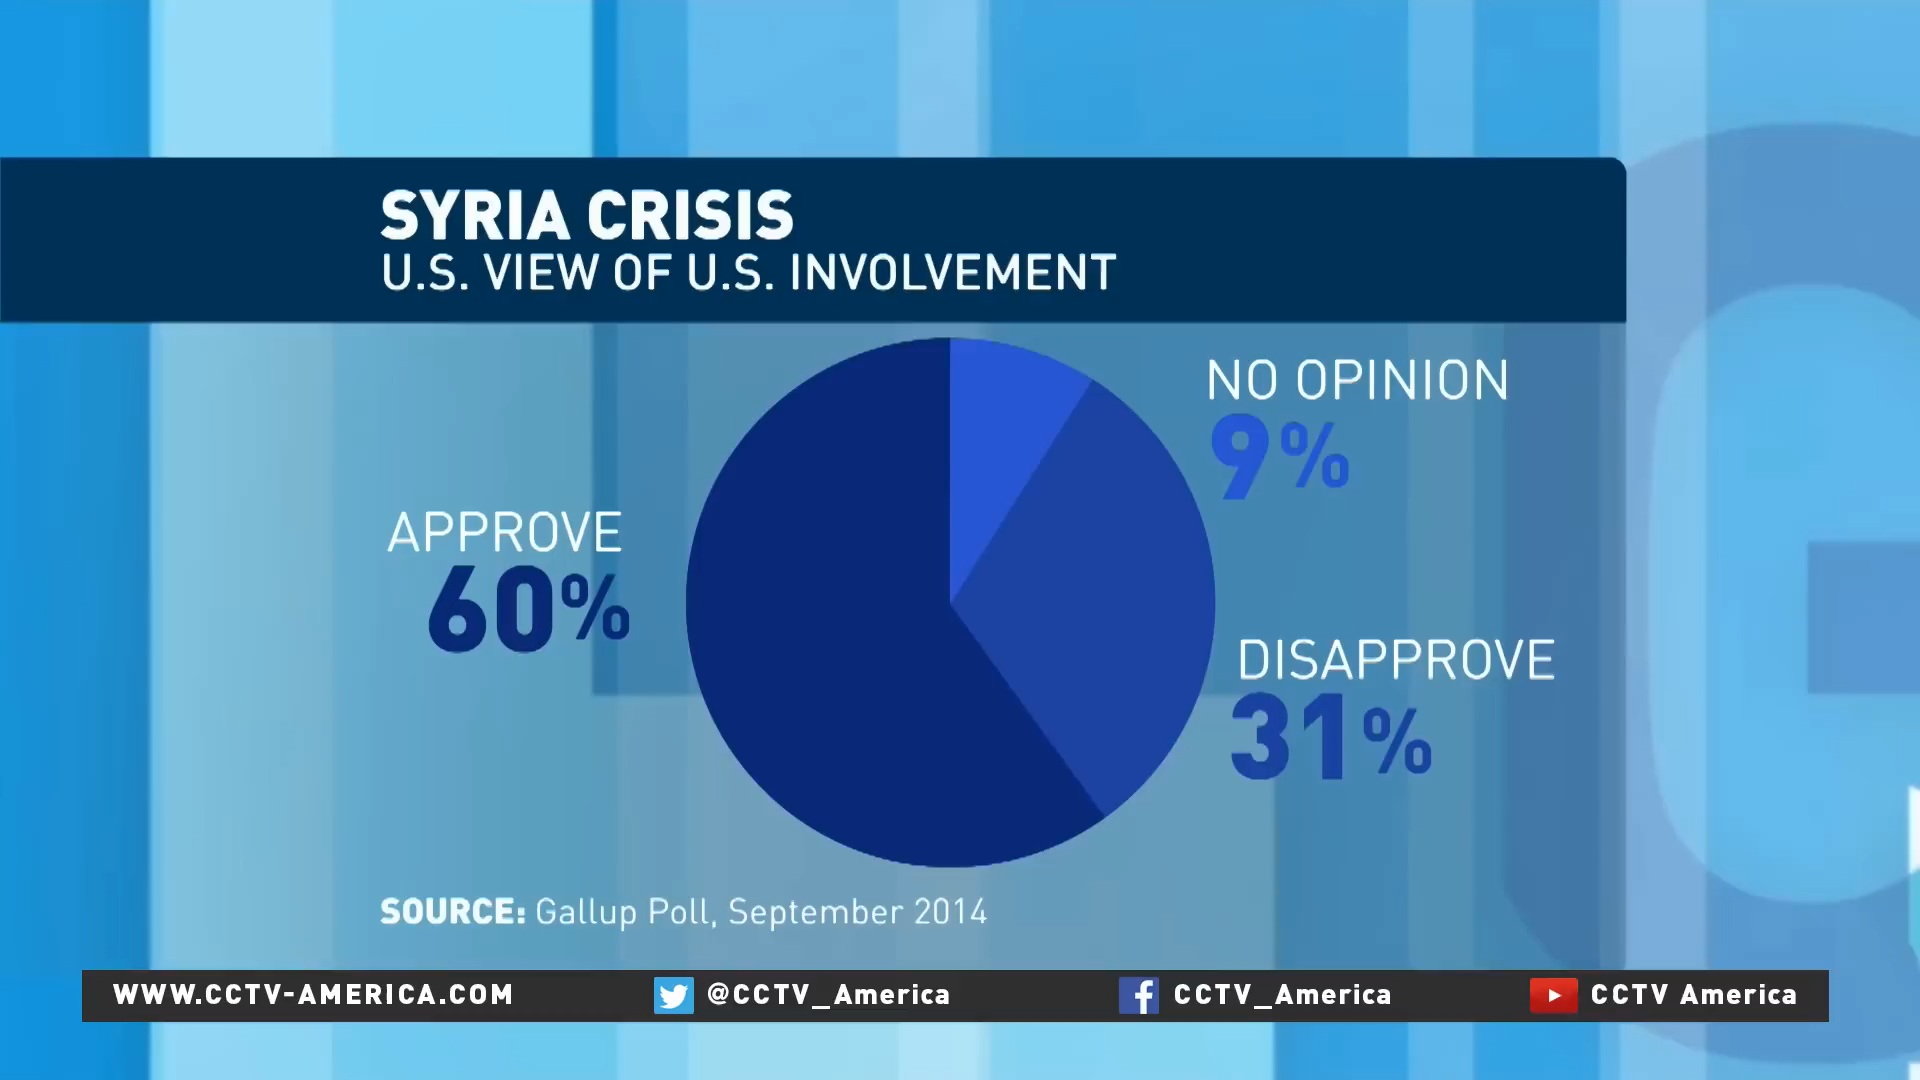 SYRIA CRISIS
U.S. VIEW OF U.S. INVOLVEMENT
NO OPINION
9%
APPROVE
60%
DISAPPROVE
31%
SOURCE: Gallup Poll, September 2014
WWW.CCTV-AMERICA.COM @CCTV_America CCTV_America CCTV America